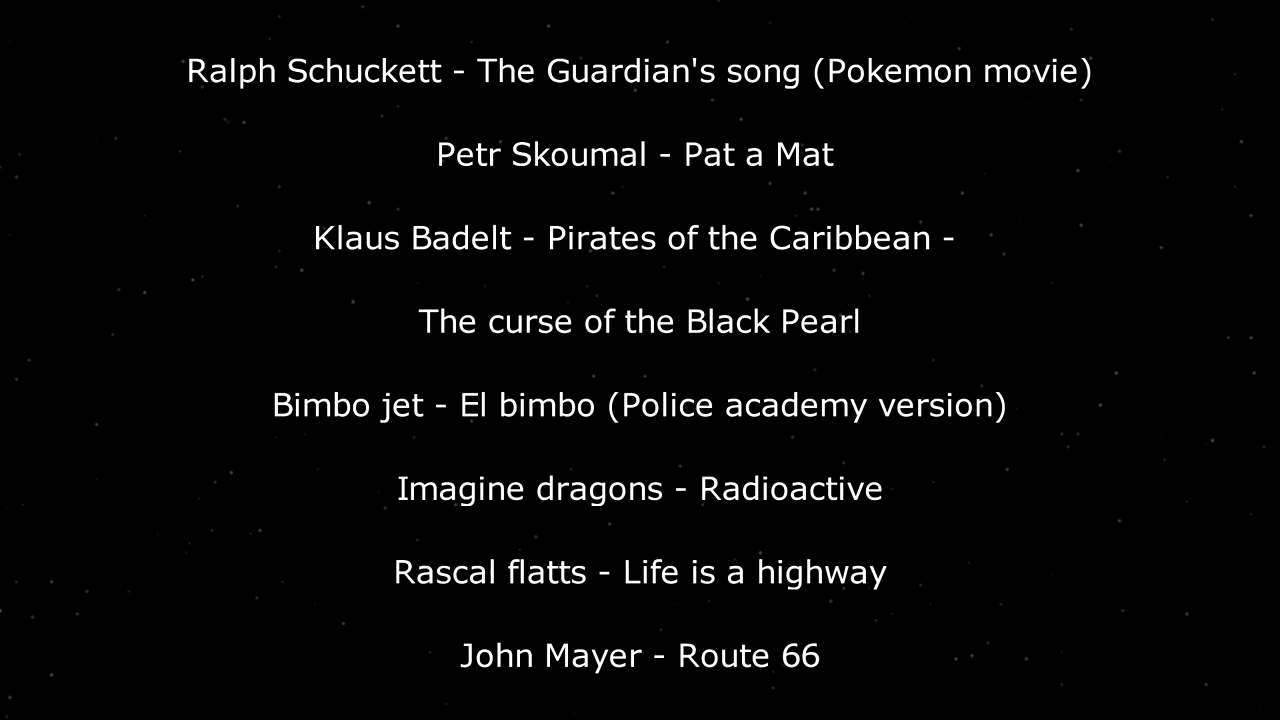 Ralph Schuckett - The Guardian's song (Pokemon movie)
Petr Skoumal - Pat a Mat
Klaus Badelt - Pirates of the Caribbean -
The curse of the Black Pearl
Bimbo jet - El bimbo (Police academy version)
Imagine dragons - Radioactive
Rascal flatts - Life is a highway
John Mayer - Route 66